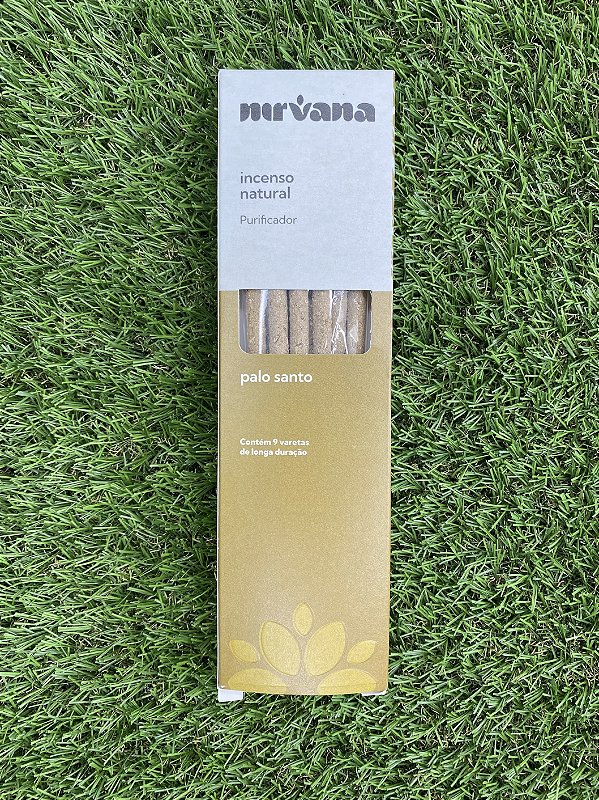 nirvana
incenso
natural
Purificador
palo santo
Contém 9 varetas
de longa duração